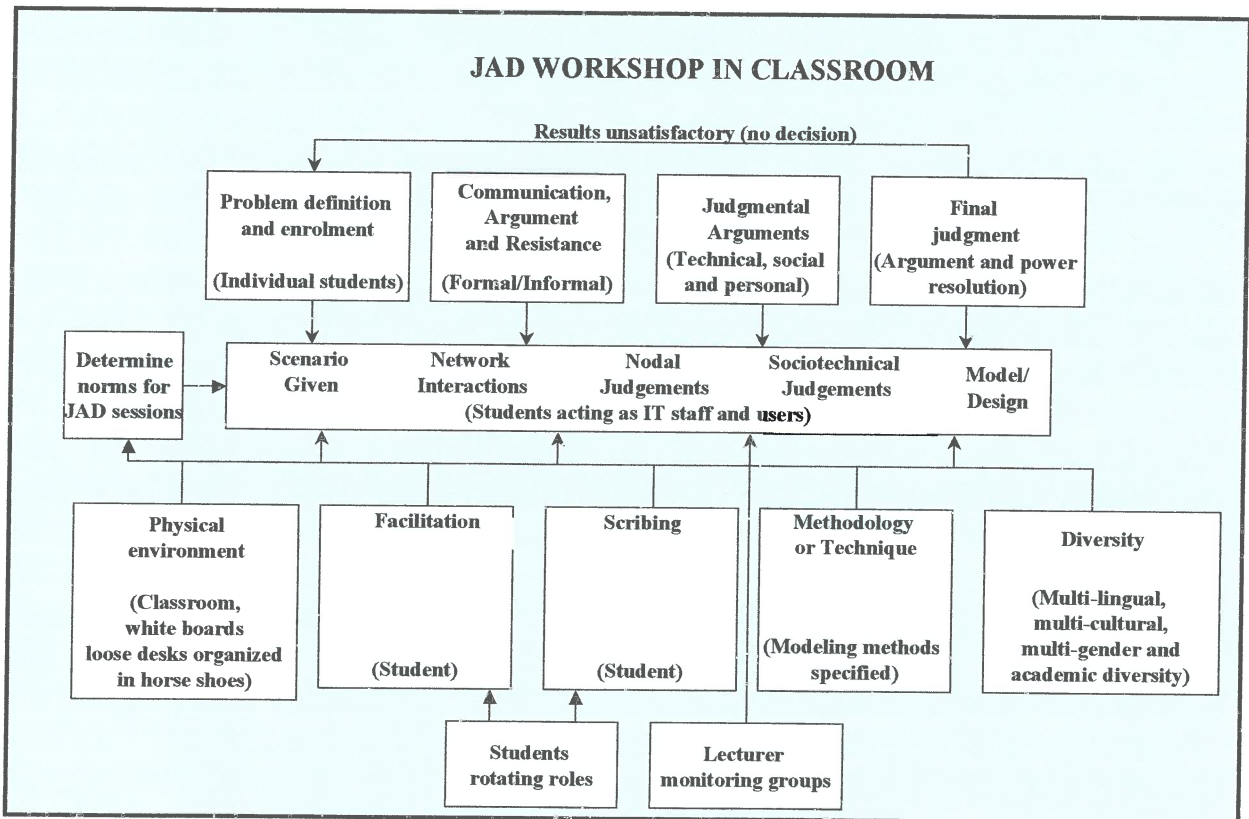 JAD WORKSHOP IN CLASSROOM
Results unsatisfactory (no decision)
Problem definition
and enrolment
(Individual students)
Communication,
Argument
and Resistance
(Formal/Informal)
Judgmental
Arguments
(Technical, social
and personal)
Final
judgment
(Argument and power
resolution)
Determine
norms for
JAD sessions
Scenario
Given
Network
Interactions
Nodal
Judgements
Sociotechnical
Judgements
Model/
Design
(Students acting as IT staff and users)
Physical
environment
(Classroom,
white boards
loose desks organized
in horse shoes)
Facilitation
(Student)
Scribing
(Student)
Methodology
or Technique
(Modeling methods
specified)
Diversity
(Multi-lingual,
multi-cultural,
multi-gender and
academic diversity)
Students
rotating roles
Lecturer
monitoring groups